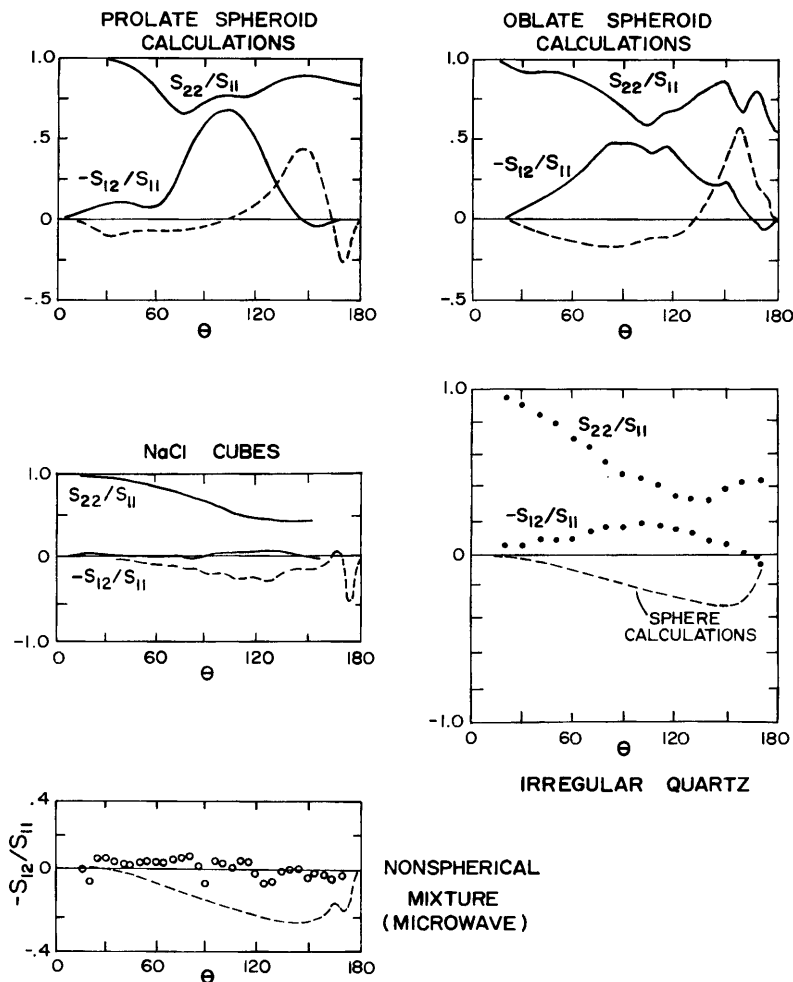 PROLATE SPHEROID
CALCULATIONS
1.0
.5
0
-.5
S22/S11
-S12/S11
0 60 120 180
θ
OBLATE SPHEROID
CALCULATIONS
1.0
.5
0
-.5
S22/S11
-S12/S11
0 60 120 180
θ
NaCl CUBES
1.0
0
-1.0
S22/S11
-S12/S11
0 60 120 180
θ
1.0
0
-1.0
S22/S11
-S12/S11
SPHERE
CALCULATIONS
0 60 120 180
θ
IRREGULAR QUARTZ
-S12/S11
.4
0
-.4
0 60 120 180
θ
NONSPHERICAL
MIXTURE
(MICROWAVE)